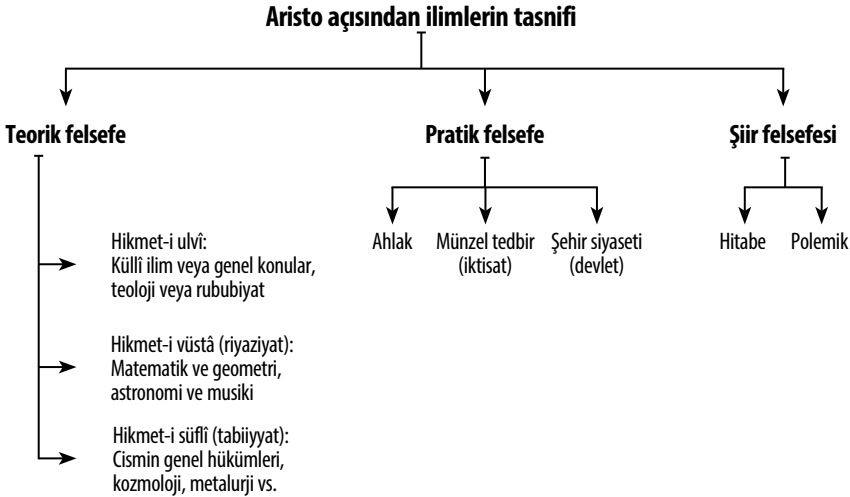 Aristo açısından ilimlerin tasnifi
Teorik felsefe
Pratik felsefe
Şiir felsefesi
Hikmet-i ulvî:
Küllî ilim veya genel konular,
teoloji veya rububiyat
Hikmet-i vüstâ (riyaziyat):
Matematik ve geometri,
astronomi ve musiki
Hikmet-i süflî (tabiiyyat):
Cismin genel hükümleri,
kozmoloji, metalurji vs.
Ahlak
Münzel tedbir
(iktisat)
Şehir siyaseti
(devlet)
Hitabe
Polemik